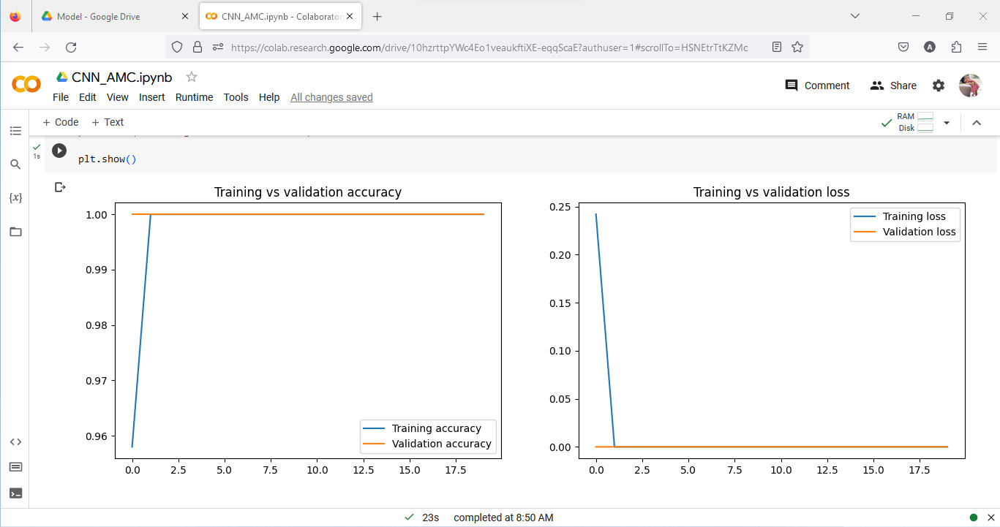 Model - Google Drive
CNN_AMC.ipynb - Colaborator
https://colab.research.google.com/drive/10hzrttpYWc4Eo1veaukftiXE-eqqScaE?authuser=1#scrollTo=HSNEtrTtKZMc
A
CNN_AMC.ipynb
File Edit View Insert Runtime Tools Help All changes saved
Comment Share
+ Code + Text
RAM
Disk
1s
plt.show()
{x}
Training vs validation accuracy
1.00
0.99
0.98
0.97
0.96
Training accuracy
Validation accuracy
0.0 2.5 5.0 7.5 10.0 12.5 15.0 17.5
Training vs validation loss
0.25
0.20
0.15
0.10
0.05
0.00
Training loss
Validation loss
0.0 2.5 5.0 7.5 10.0 12.5 15.0 17.5
23s completed at 8:50 AM